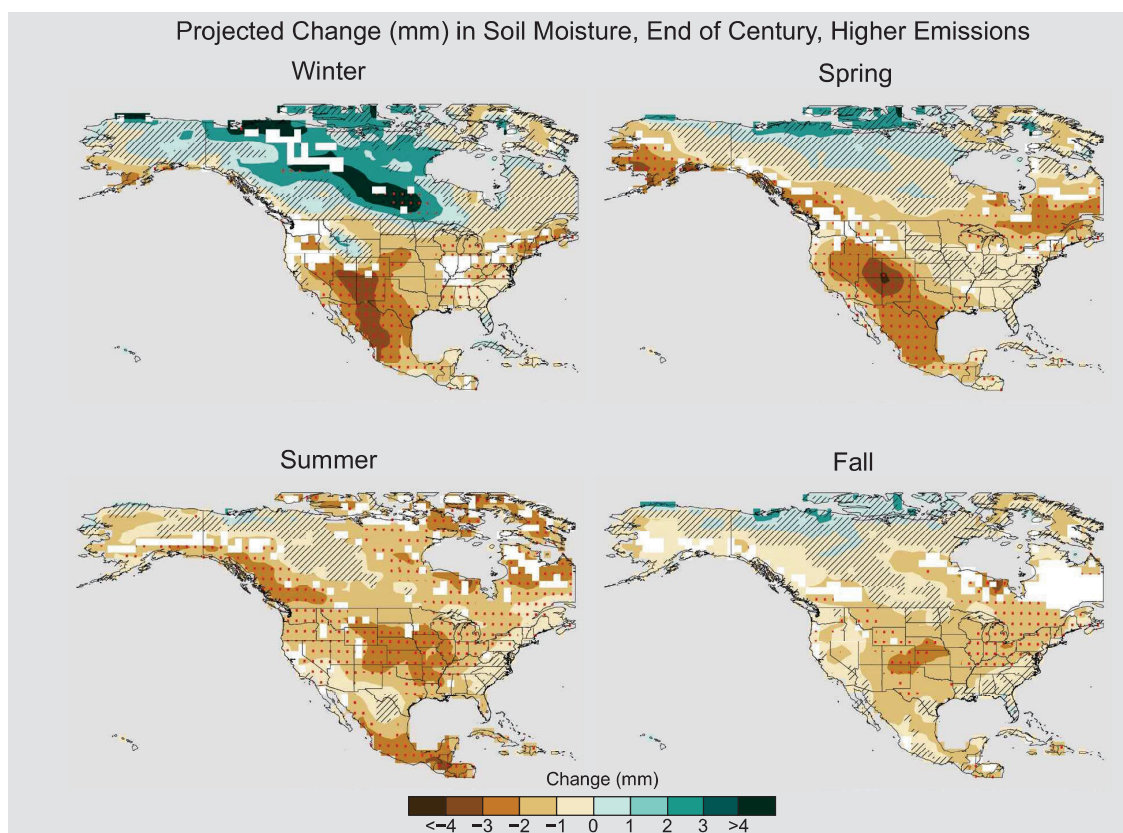 Projected Change (mm) in Soil Moisture, End of Century, Higher Emissions
Winter
Spring
Summer
Fall
Change (mm)
<−4 −3 −2 −1 0 1 2 3 >4